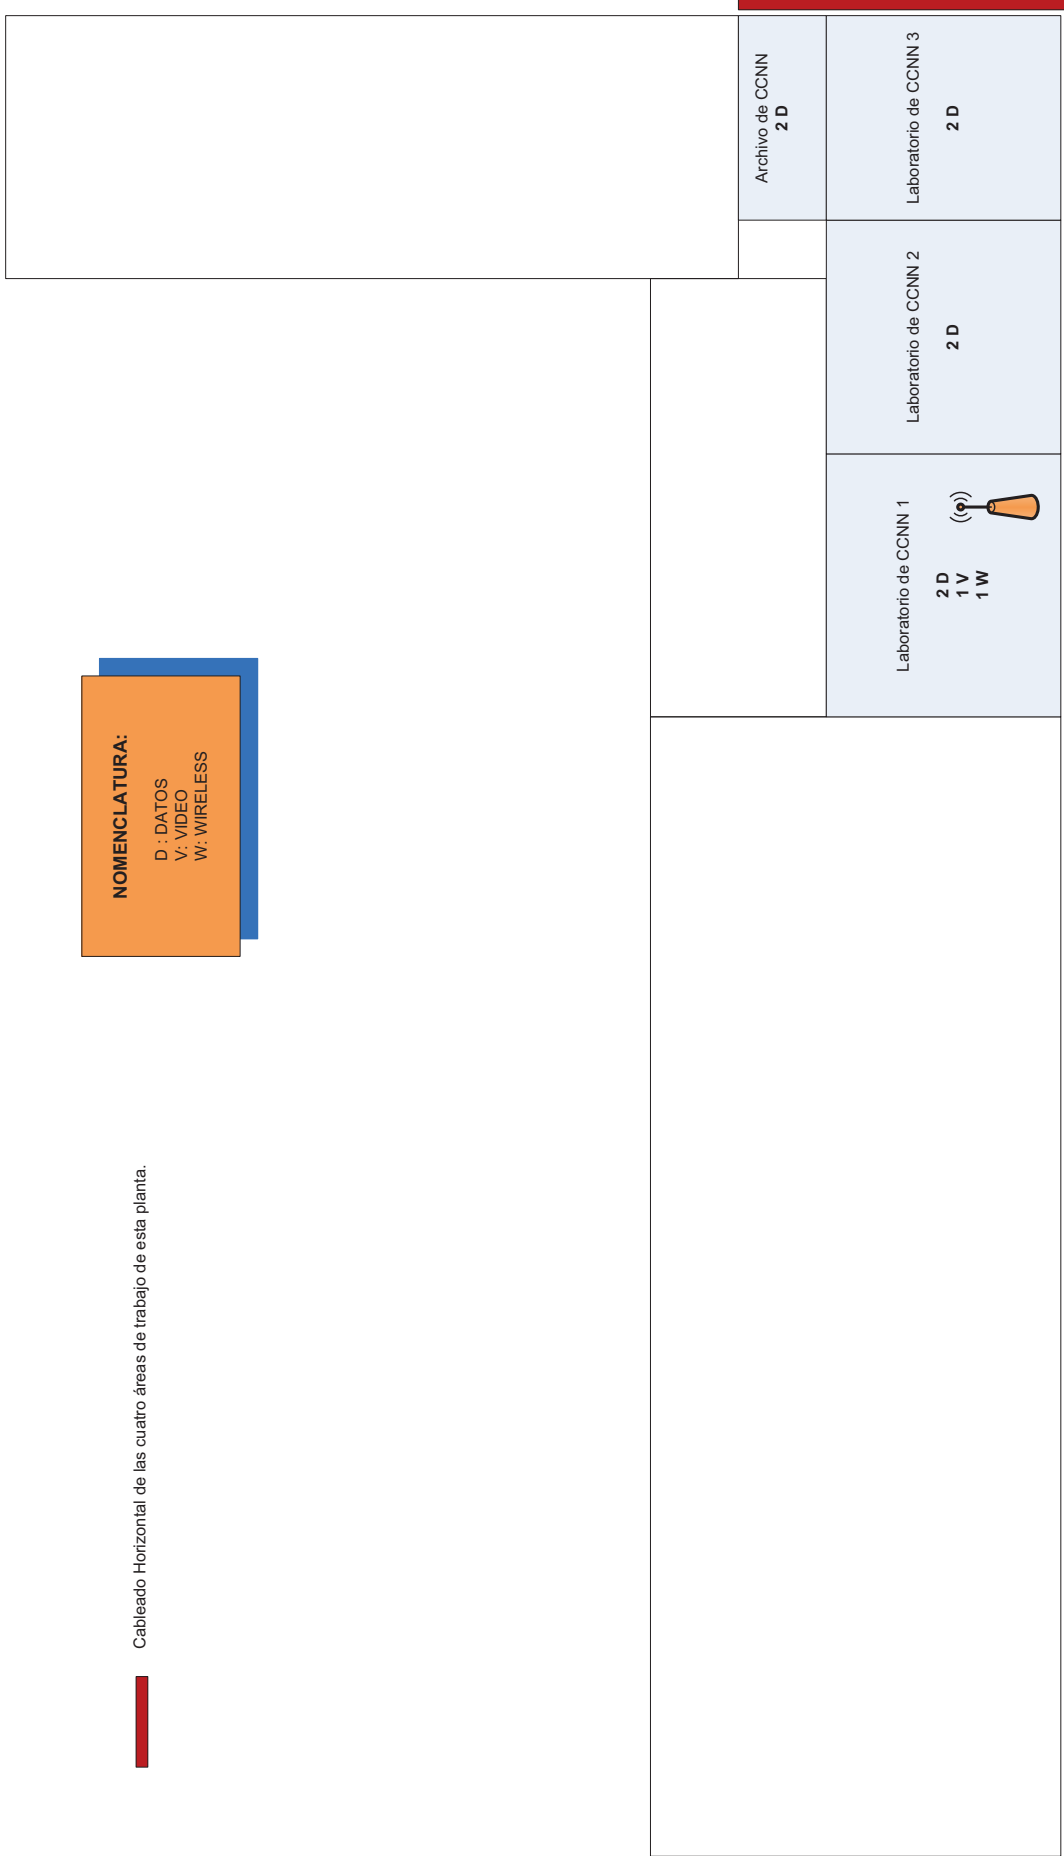 Cableado Horizontal de las cuatro áreas de trabajo de esta planta.
NOMENCLATURA:
D : DATOS
V: VIDEO
W: WIRELESS
Archivo de CCNN
2 D
Laboratorio de CCNN 1
2 D
1 V
1 W
Laboratorio de CCNN 2
2 D
Laboratorio de CCNN 3
2 D